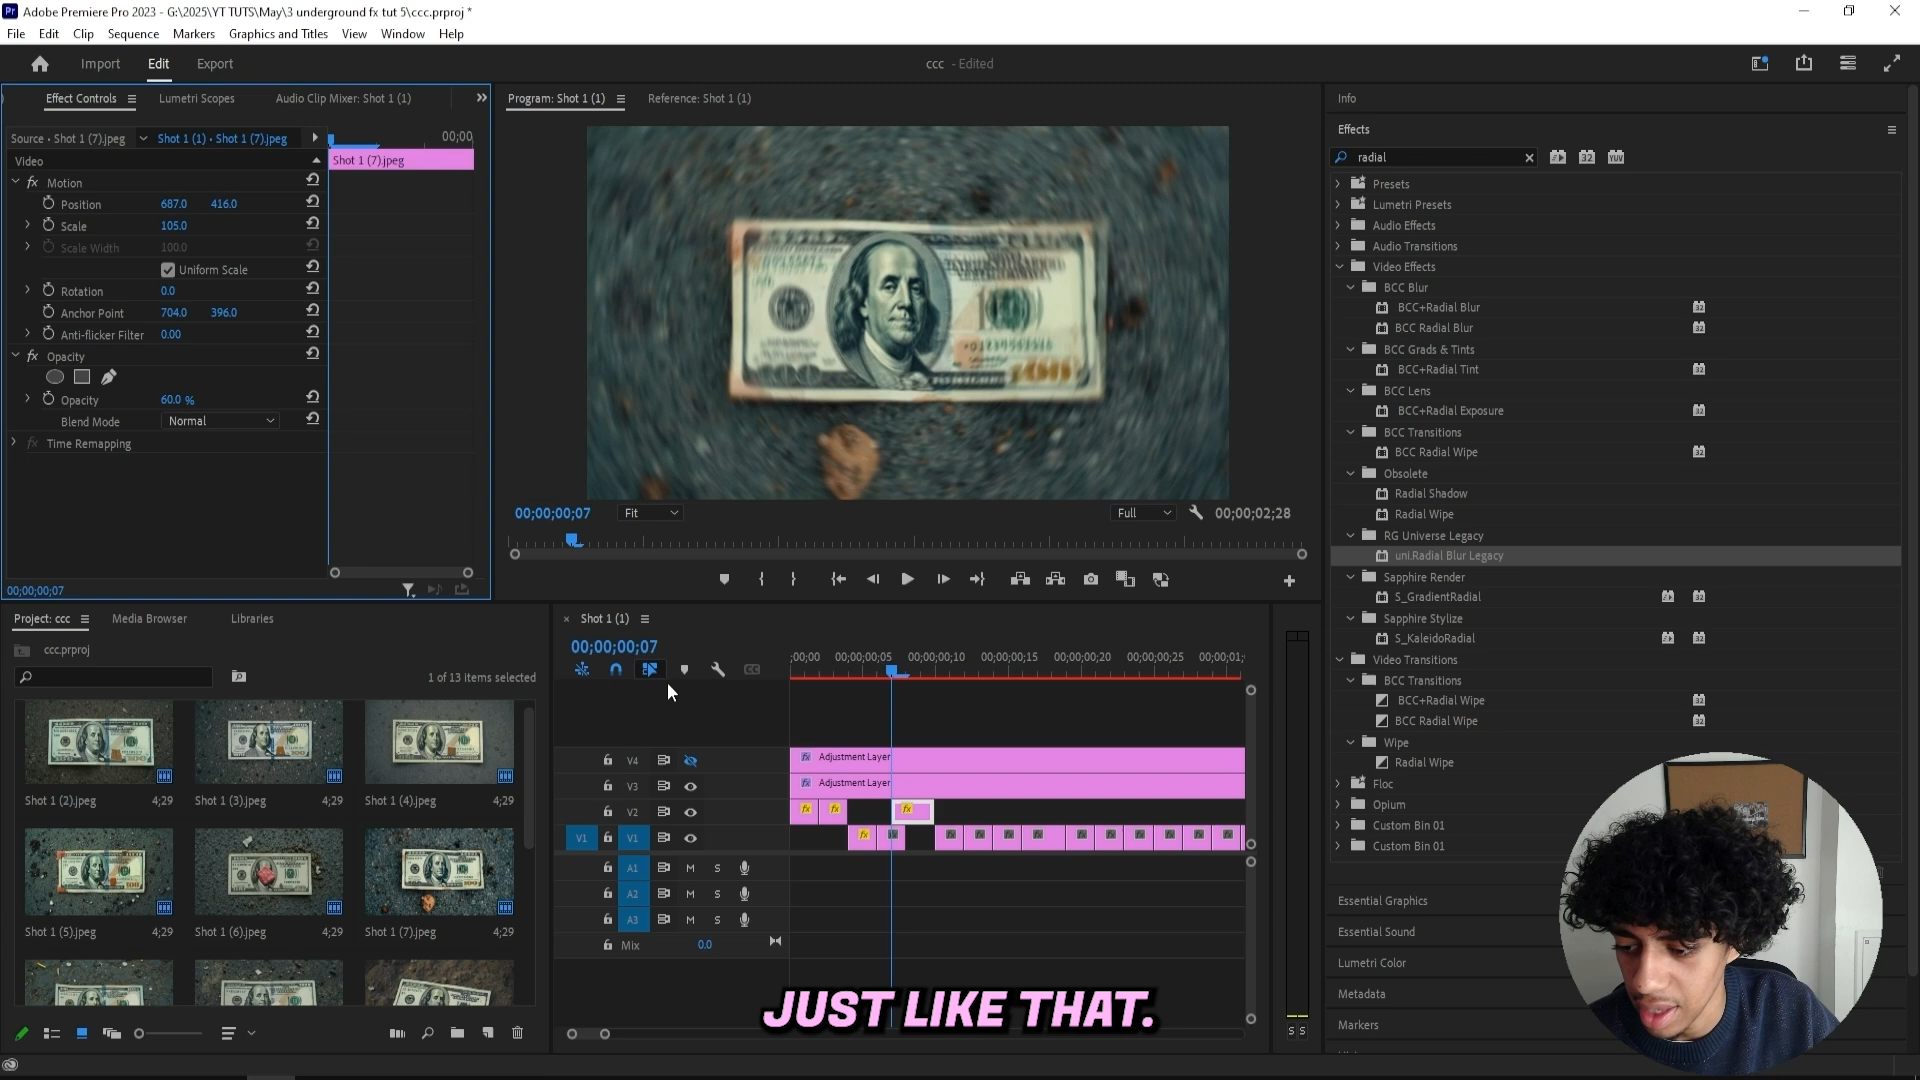 Adobe Premiere Pro 2023 - G:\2025\YT TUTS\May\3 underground fx tut 5\ccc.prproj *
File Edit Clip Sequence Markers Graphics and Titles View Window Help
Import Edit Export
ccc - Edited
Effect Controls Lumetri Scopes Audio Clip Mixer: Shot 1 (1)
Source • Shot 1 (7).jpeg Shot 1 (1) • Shot 1 (7).jpeg 00;00
Video Shot 1 (7).jpeg
fx Motion
Position 687.0 416.0
Scale 105.0
Scale Width 100.0
Uniform Scale
Rotation 0.0
Anchor Point 704.0 396.0
Anti-flicker Filter 0.00
fx Opacity
Opacity 60.0 %
Blend Mode Normal
fx Time Remapping
00;00;00;07
Program: Shot 1 (1) Reference: Shot 1 (1)
00;00;00;07 Fit Full 00;00;02;28
Info
Effects
radial
32 YUV
Presets
Lumetri Presets
Audio Effects
Audio Transitions
Video Effects
BCC Blur
BCC+Radial Blur
BCC Radial Blur
BCC Grads & Tints
BCC+Radial Tint
BCC Lens
BCC+Radial Exposure
BCC Transitions
BCC Radial Wipe
Obsolete
Radial Shadow
Radial Wipe
RG Universe Legacy
uni.Radial Blur Legacy
Sapphire Render
S_GradientRadial
Sapphire Stylize
S_KaleidoRadial
Video Transitions
BCC Transitions
BCC+Radial Wipe
BCC Radial Wipe
Wipe
Radial Wipe
Floc
Opium
Custom Bin 01
Custom Bin 01
Essential Graphics
Essential Sound
Lumetri Color
Metadata
Markers
Project: ccc Media Browser Libraries
ccc.prproj
1 of 13 items selected
Shot 1 (2).jpeg 4;29
Shot 1 (3).jpeg 4;29
Shot 1 (4).jpeg 4;29
Shot 1 (5).jpeg 4;29
Shot 1 (6).jpeg 4;29
Shot 1 (7).jpeg 4;29
Shot 1 (1)
00;00;00;07
;00;00 00;00;00;05 00;00;00;10 00;00;00;15 00;00;00;20 00;00;00;25 00;00;01;
V4 Adjustment Layer
V3 Adjustment Layer
V2
V1 V1
A1 M S
A2 M S
A3 M S
Mix 0.0
S S
JUST LIKE THAT.